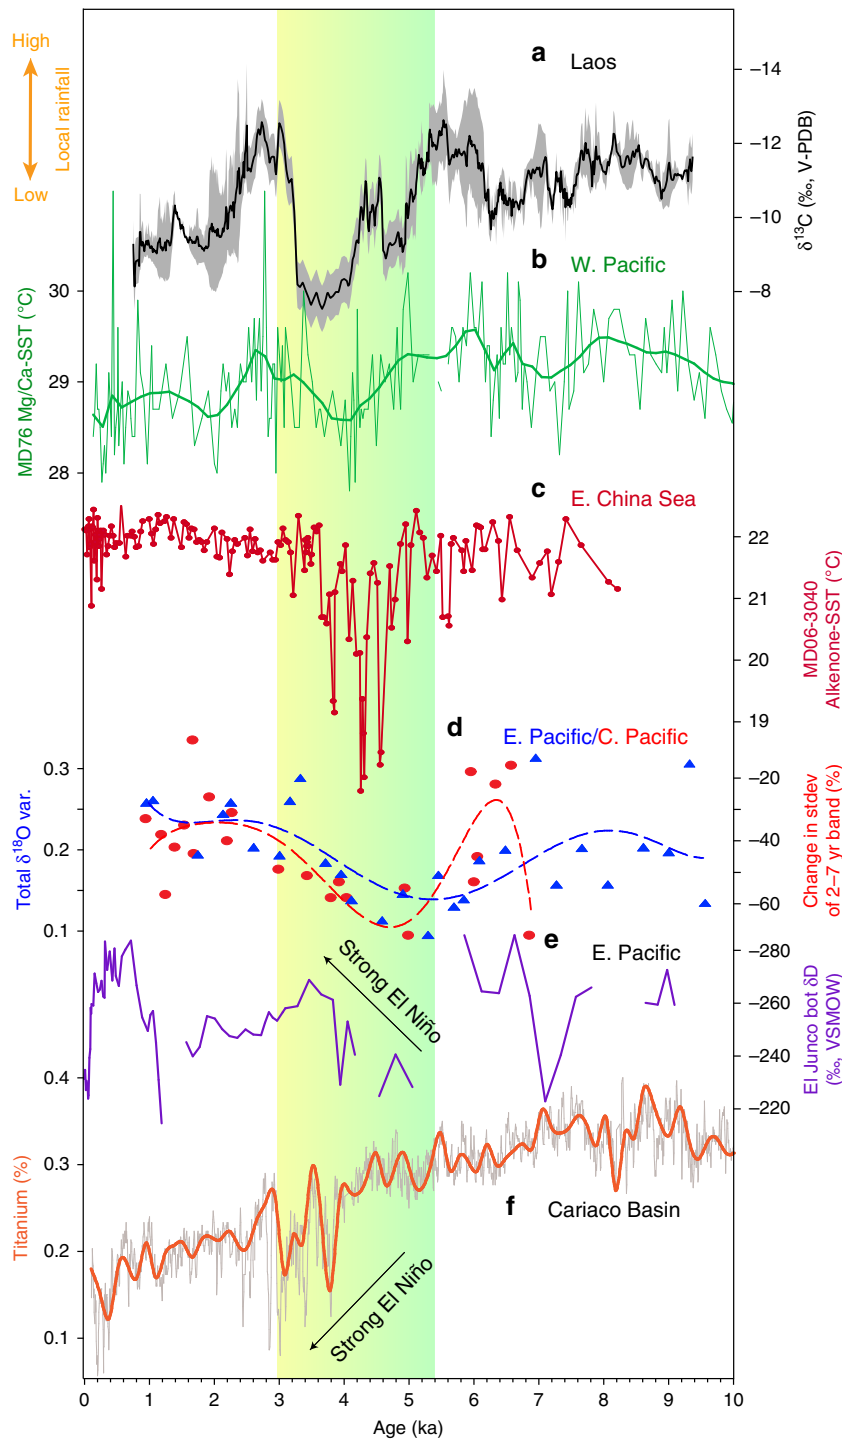 High
Local rainfall
Low
a
Laos
−14
−12
−10
−8
δ13C (‰, V-PDB)
b
W. Pacific
30
29
28
MD76 Mg/Ca-SST (°C)
c
E. China Sea
22
21
20
19
MD06-3040
Alkenone-SST (°C)
d
E. Pacific/C. Pacific
0.3
0.2
0.1
Total δ18O var.
−20
−40
−60
Change in stdev
of 2–7 yr band (%)
Strong El Niño
e
E. Pacific
−280
−260
−240
−220
El Junco bot δD
(‰, VSMOW)
0.4
0.3
0.2
0.1
Titanium (%)
f
Cariaco Basin
Strong El Niño
0 1 2 3 4 5 6 7 8 9 10
Age (ka)